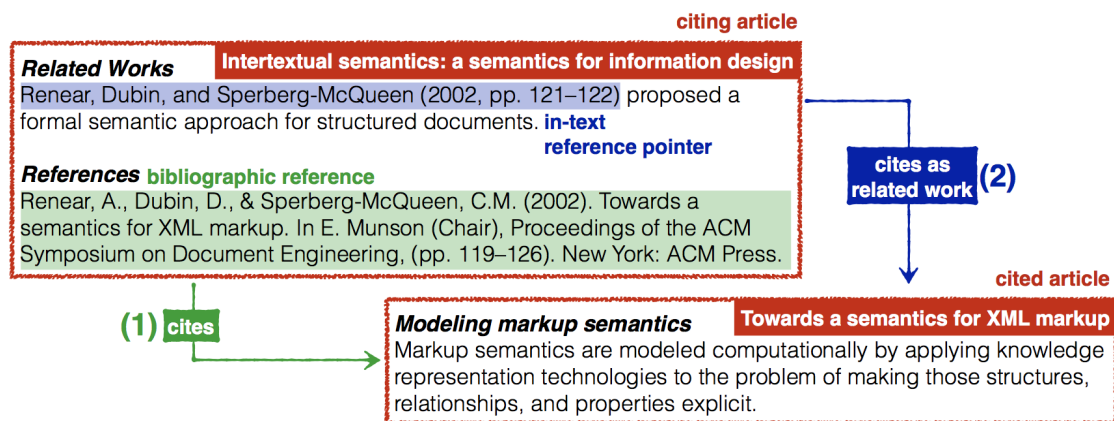 citing article
Intertextual semantics: a semantics for information design
Related Works
Renear, Dubin, and Sperberg-McQueen (2002, pp. 121–122) proposed a
formal semantic approach for structured documents. in-text
reference pointer
References bibliographic reference
Renear, A., Dubin, D., & Sperberg-McQueen, C.M. (2002). Towards a
semantics for XML markup. In E. Munson (Chair), Proceedings of the ACM
Symposium on Document Engineering, (pp. 119–126). New York: ACM Press.
cites as
related work
(2)
(1) cites
cited article
Towards a semantics for XML markup
Modeling markup semantics
Markup semantics are modeled computationally by applying knowledge
representation technologies to the problem of making those structures,
relationships, and properties explicit.